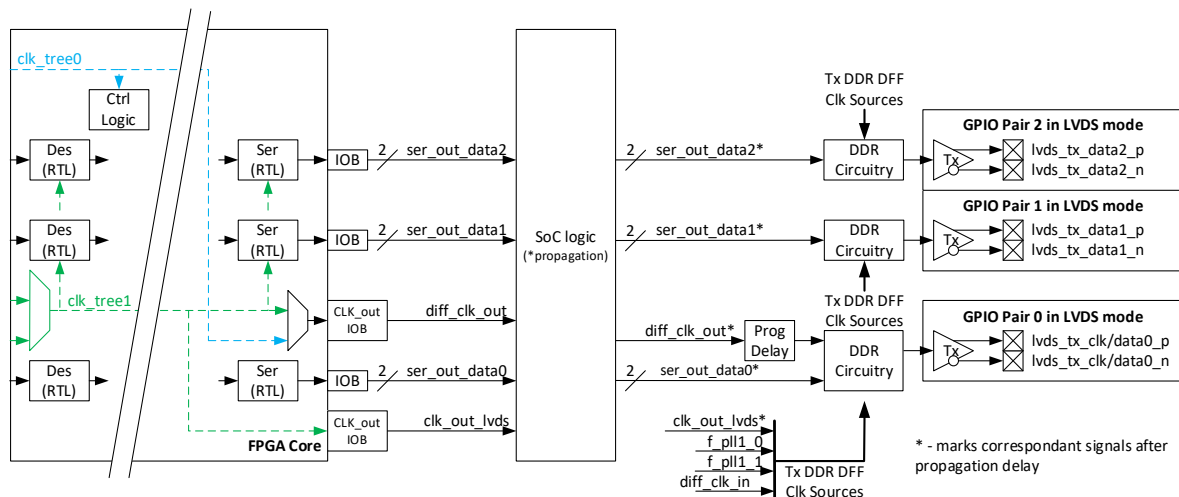 clk_tree0
Ctrl
Logic
Des
(RTL)
Ser
(RTL)
IOB
2
ser_out_data2
Des
(RTL)
Ser
(RTL)
IOB
2
ser_out_data1
clk_tree1
CLK_out
IOB
diff_clk_out
Des
(RTL)
Ser
(RTL)
IOB
2
ser_out_data0
CLK_out
IOB
clk_out_lvds
FPGA Core
SoC logic
(*propagation)
Tx DDR DFF
Clk Sources
2
ser_out_data2*
DDR
Circuitry
GPIO Pair 2 in LVDS mode
Tx
lvds_tx_data2_p
lvds_tx_data2_n
2
ser_out_data1*
DDR
Circuitry
GPIO Pair 1 in LVDS mode
Tx
lvds_tx_data1_p
lvds_tx_data1_n
Tx DDR DFF
Clk Sources
diff_clk_out*
Prog
Delay
DDR
Circuitry
2
ser_out_data0*
GPIO Pair 0 in LVDS mode
Tx
lvds_tx_clk/data0_p
lvds_tx_clk/data0_n
clk_out_lvds*
f_pll1_0
f_pll1_1
diff_clk_in
Tx DDR DFF
Clk Sources
* - marks correspondant signals after
propagation delay